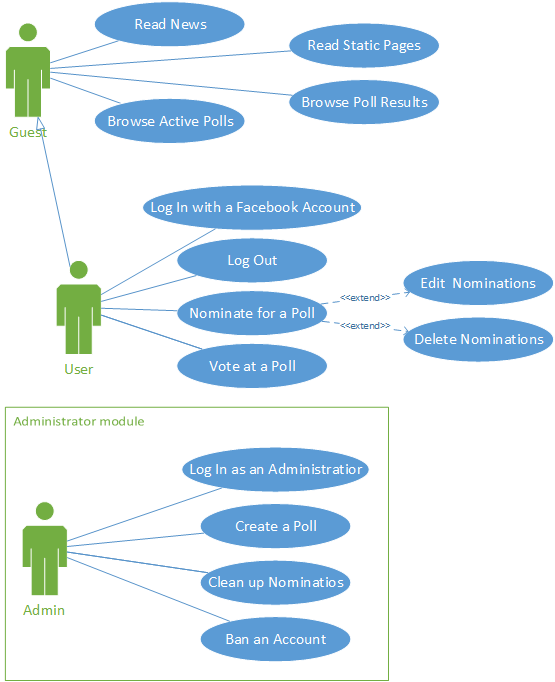 Read News
Read Static Pages
Browse Poll Results
Browse Active Polls
Guest
Log In with a Facebook Account
Log Out
Nominate for a Poll
<<extend>>
Edit Nominations
<<extend>>
Delete Nominations
Vote at a Poll
User
Administrator module
Log In as an Administratior
Create a Poll
Clean up Nominatios
Ban an Account
Admin